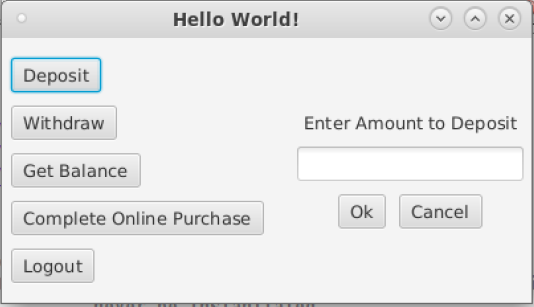 Hello World!
Deposit
Withdraw
Enter Amount to Deposit
Get Balance
Complete Online Purchase
Ok
Cancel
Logout